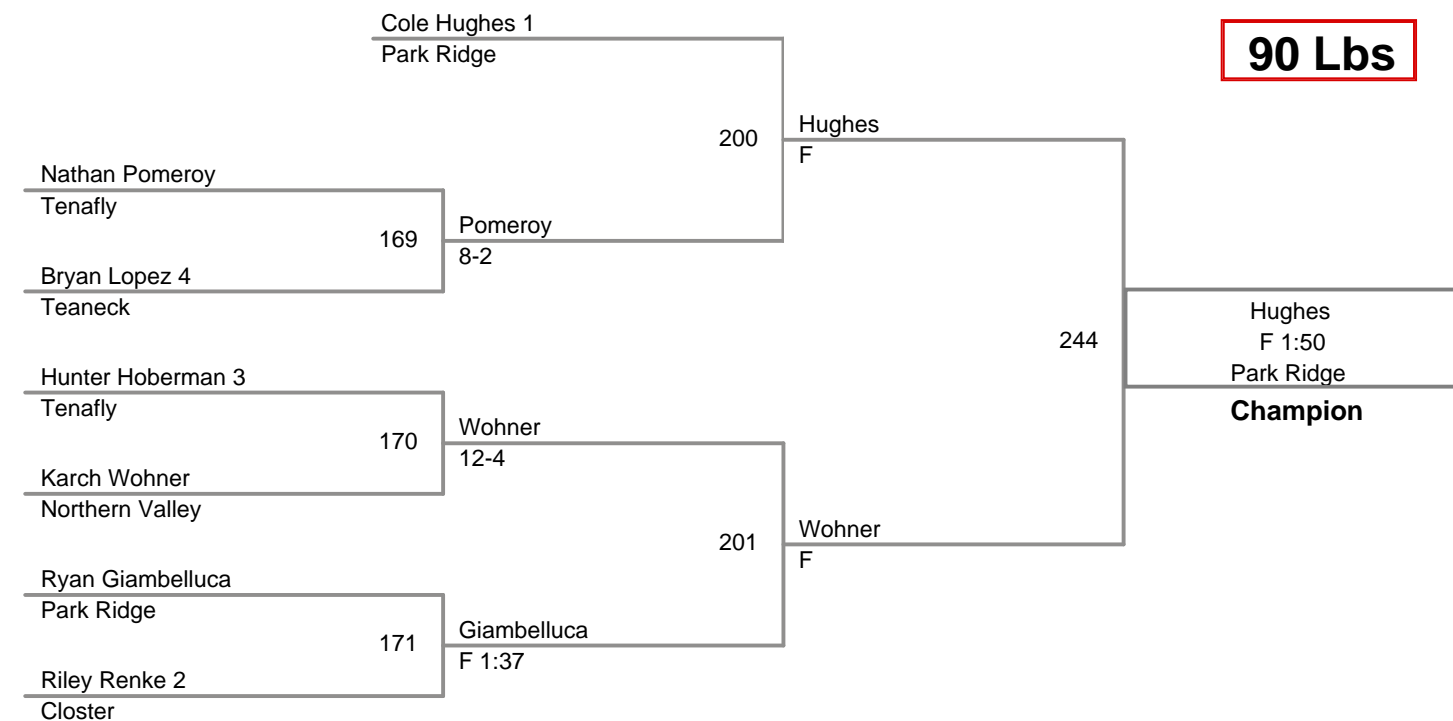 Cole Hughes 1
Park Ridge
90 Lbs
200
Hughes
F
Nathan Pomeroy
Tenafly
169
Pomeroy
8-2
Bryan Lopez 4
Teaneck
244
Hughes
F 1:50
Park Ridge
Champion
Hunter Hoberman 3
Tenafly
170
Wohner
12-4
Karch Wohner
Northern Valley
201
Wohner
F
Ryan Giambelluca
Park Ridge
171
Giambelluca
F 1:37
Riley Renke 2
Closter